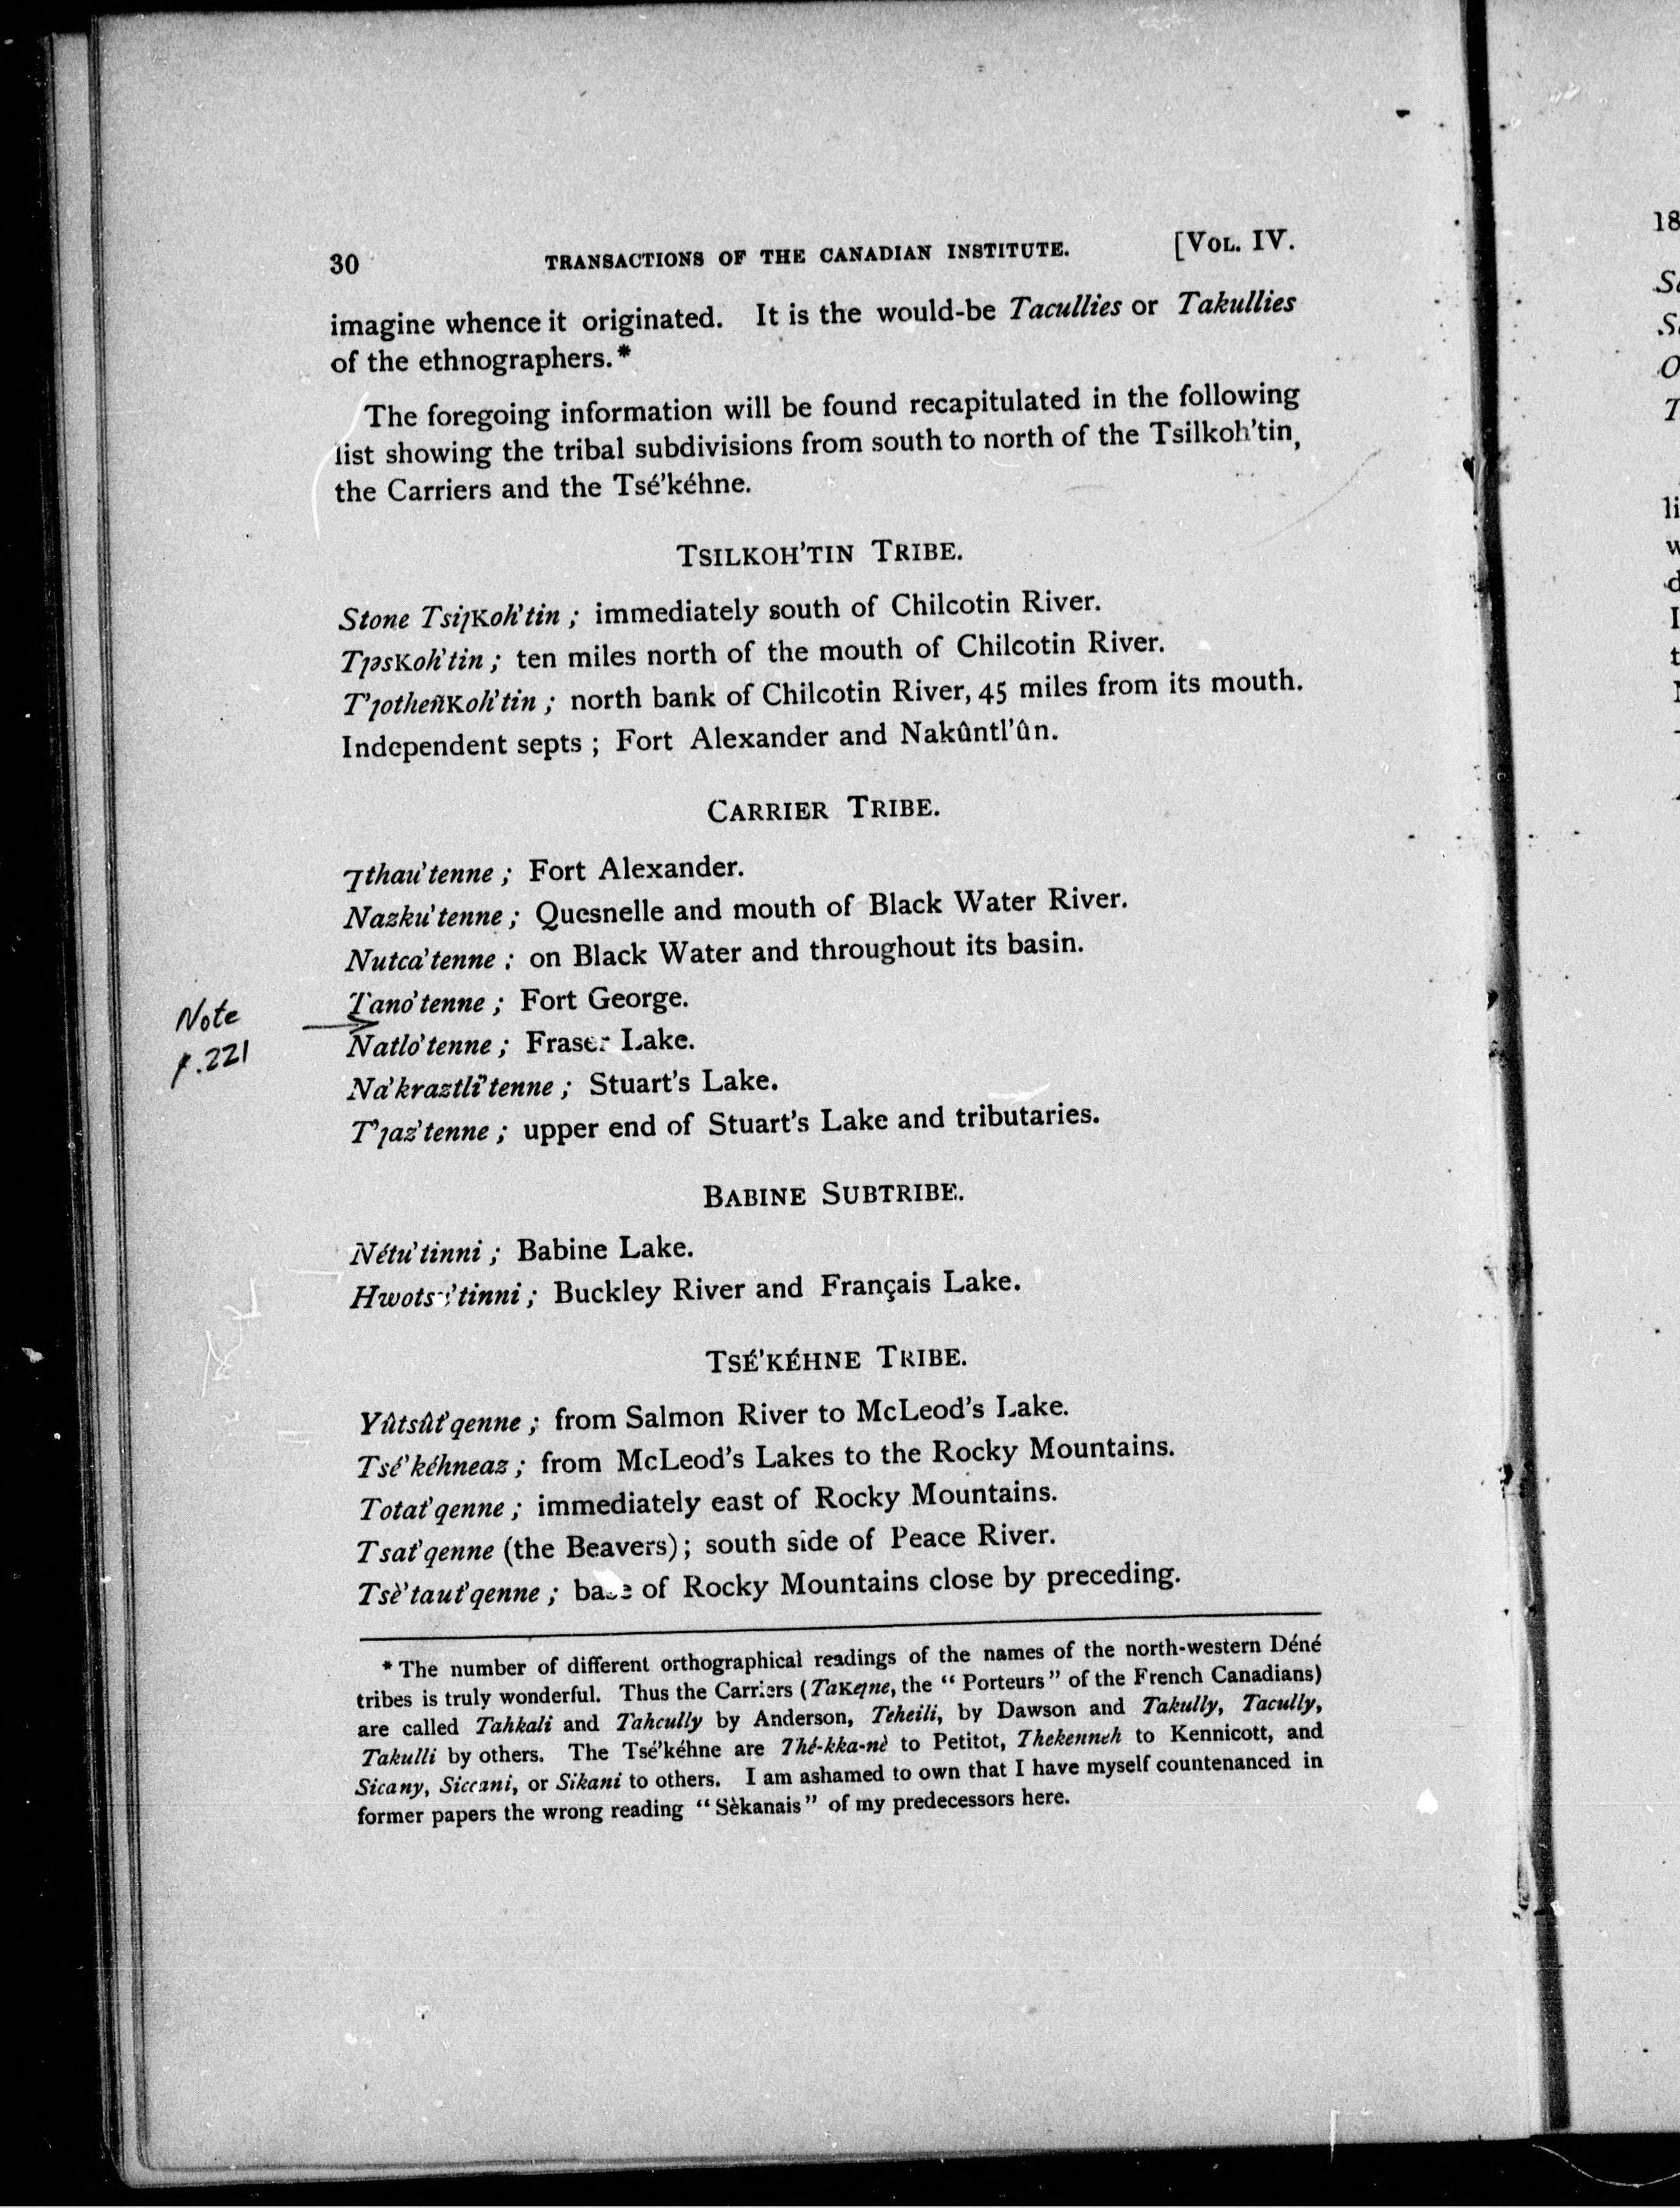 30 TRANSACTIONS OF THE CANADIAN INSTITUTE. [VOL. IV.
imagine whence it originated. It is the would-be Tacullies or Takullies
of the ethnographers.*
The foregoing information will be found recapitulated in the following
list showing the tribal subdivisions from south to north of the Tsilkoh'tin,
the Carriers and the Tsé'kéhne.
TSILKOH'TIN TRIBE.
Stone Tsiʅĸoh'tin ; immediately south of Chilcotin River.
Tʅəsĸoh'tin ; ten miles north of the mouth of Chilcotin River.
T'ʅotheñĸoh'tin ; north bank of Chilcotin River, 45 miles from its mouth.
Independent septs ; Fort Alexander and Nakûntl'ûn.
CARRIER TRIBE.
ʅthau'tenne ; Fort Alexander.
Nazku'tenne ; Quesnelle and mouth of Black Water River.
Nutca'tenne ; on Black Water and throughout its basin.
Tano'tenne ; Fort George.
Note
p.221
Natlo'tenne ; Fraser Lake.
Na'kraztlî'tenne ; Stuart's Lake.
T'ʅaz'tenne ; upper end of Stuart's Lake and tributaries.
BABINE SUBTRIBE.
Nétu'tinni ; Babine Lake.
Buckley River and Français Lake.
TSÉ'KÉHNE TRIBE.
Yûtsût'qenne ; from Salmon River to McLeod's Lake.
Tsé'kéhneaz ; from McLeod's Lakes to the Rocky Mountains.
Totat'qenne ; immediately east of Rocky Mountains.
Tsat'qenne (the Beavers) ; south side of Peace River.
Tsè'taut'qenne ; base of Rocky Mountains close by preceding.
* The number of different orthographical readings of the names of the north-western Déné
tribes is truly wonderful. Thus the Carriers (Taĸeʅne, the " Porteurs " of the French Canadians)
are called Tahkali and Tahcully by Anderson, Teheili, by Dawson and Takully, Tacully,
Takulli by others. The Tsé'kéhne are Thé-kka-nè to Petitot, Thekenneh to Kennicott, and
Sicany, Siccani, or Sikani to others. I am ashamed to own that I have myself countenanced in
former papers the wrong reading " Sèkanais " of my predecessors here.
18